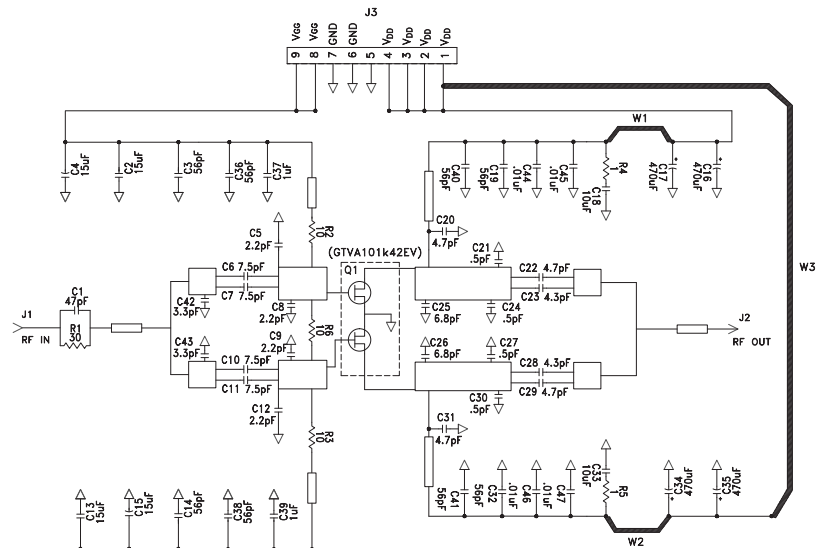 J3
9 VGG
8 VGG
7 GND
6 GND
5
4 VDD
3 VDD
2 VDD
1 VDD
W1
C4
15uF
C2
15uF
C3
56pF
C36
56pF
C37
1uF
C40
56pF
C19
56pF
C44
.01uF
C45
.01uF
R4
1
C18
10uF
C17
470uF
C16
470uF
R2
10
C5
2.2pF
C20
4.7pF
(GTVA101k42EV)
Q1
C21
.5pF
W3
C6 7.5pF
C7 7.5pF
C22 4.7pF
C23 4.3pF
C1
47pF
C42
3.3pF
C8
2.2pF
C25
6.8pF
C24
.5pF
J1
RF IN
R1
30
C43
3.3pF
C9
2.2pF
R6
10
J2
RF OUT
C26
6.8pF
C27
.5pF
C10 7.5pF
C11 7.5pF
C28 4.3pF
C29 4.7pF
C12
2.2pF
C30
.5pF
R3
10
C31
4.7pF
C13
15uF
C15
15uF
C14
56pF
C38
56pF
C39
1uF
56pF
C41
56pF
C32
.01uF
C46
.01uF
C47
C33
10uF
R5
1
C34
470uF
C35
470uF
W2